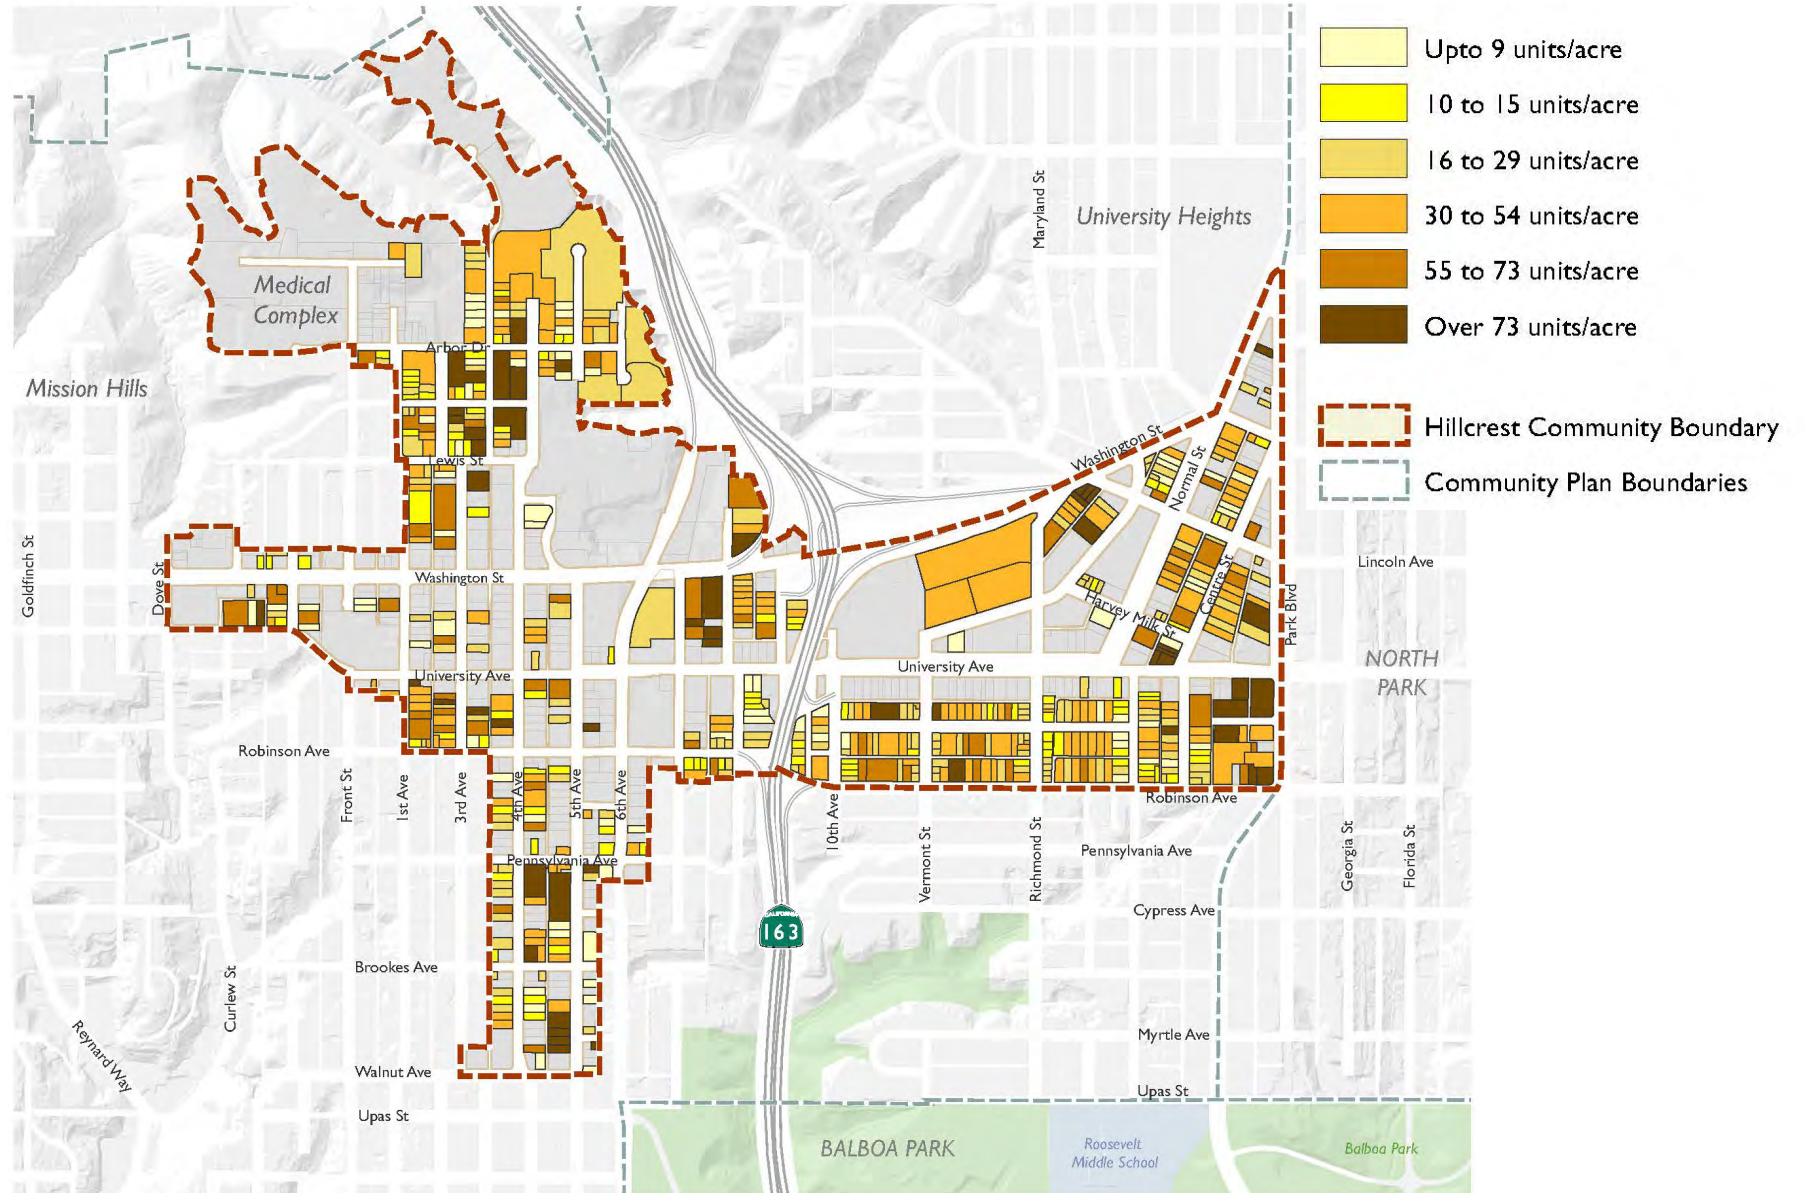 Upto 9 units/acre
10 to 15 units/acre
16 to 29 units/acre
30 to 54 units/acre
55 to 73 units/acre
Over 73 units/acre
Hillcrest Community Boundary
Community Plan Boundaries
Maryland St
University Heights
Medical
Complex
Arbor Dr
Mission Hills
Lewis St
Washington St
Normal St
Goldfinch St
Dove St
Washington St
Lincoln Ave
Centre St
Harvey Milk St
Park Blvd
University Ave
University Ave
NORTH
PARK
Robinson Ave
Front St
1st Ave
3rd Ave
4th Ave
5th Ave
6th Ave
10th Ave
Robinson Ave
Vermont St
Richmond St
Pennsylvania Ave
Pennsylvania Ave
Georgia St
Florida St
Cypress Ave
CALIFORNIA
163
Brookes Ave
Curlew St
Reynard Way
Myrtle Ave
Walnut Ave
Upas St
Upas St
BALBOA PARK
Roosevelt
Middle School
Balboa Park